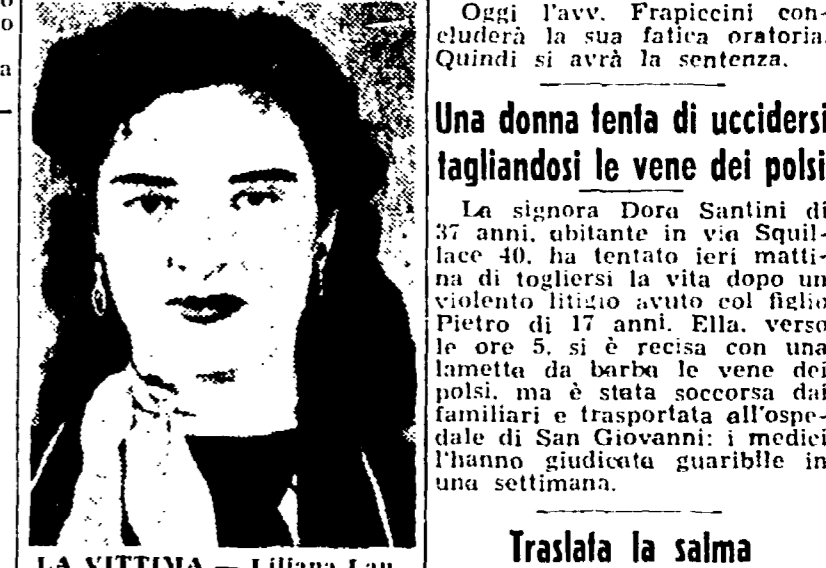 o
o
a
LA VITTIMA — Liliana Lau
Oggi l'avv. Frapiccini con-
cluderà la sua fatica oratoria.
Quindi si avrà la sentenza.
Una donna tenta di uccidersi
tagliandosi le vene dei polsi
La signora Dora Santini di
37 anni, abitante in via Squil-
lace 40, ha tentato ieri matti-
na di togliersi la vita dopo un
violento litigio avuto col figlio
Pietro di 17 anni. Ella, verso
le ore 5, si è recisa con una
lametta da barba le vene dei
polsi, ma è stata soccorsa dai
familiari e trasportata all'ospe-
dale di San Giovanni: i medici
l'hanno giudicata guaribile in
una settimana.
Traslata la salma